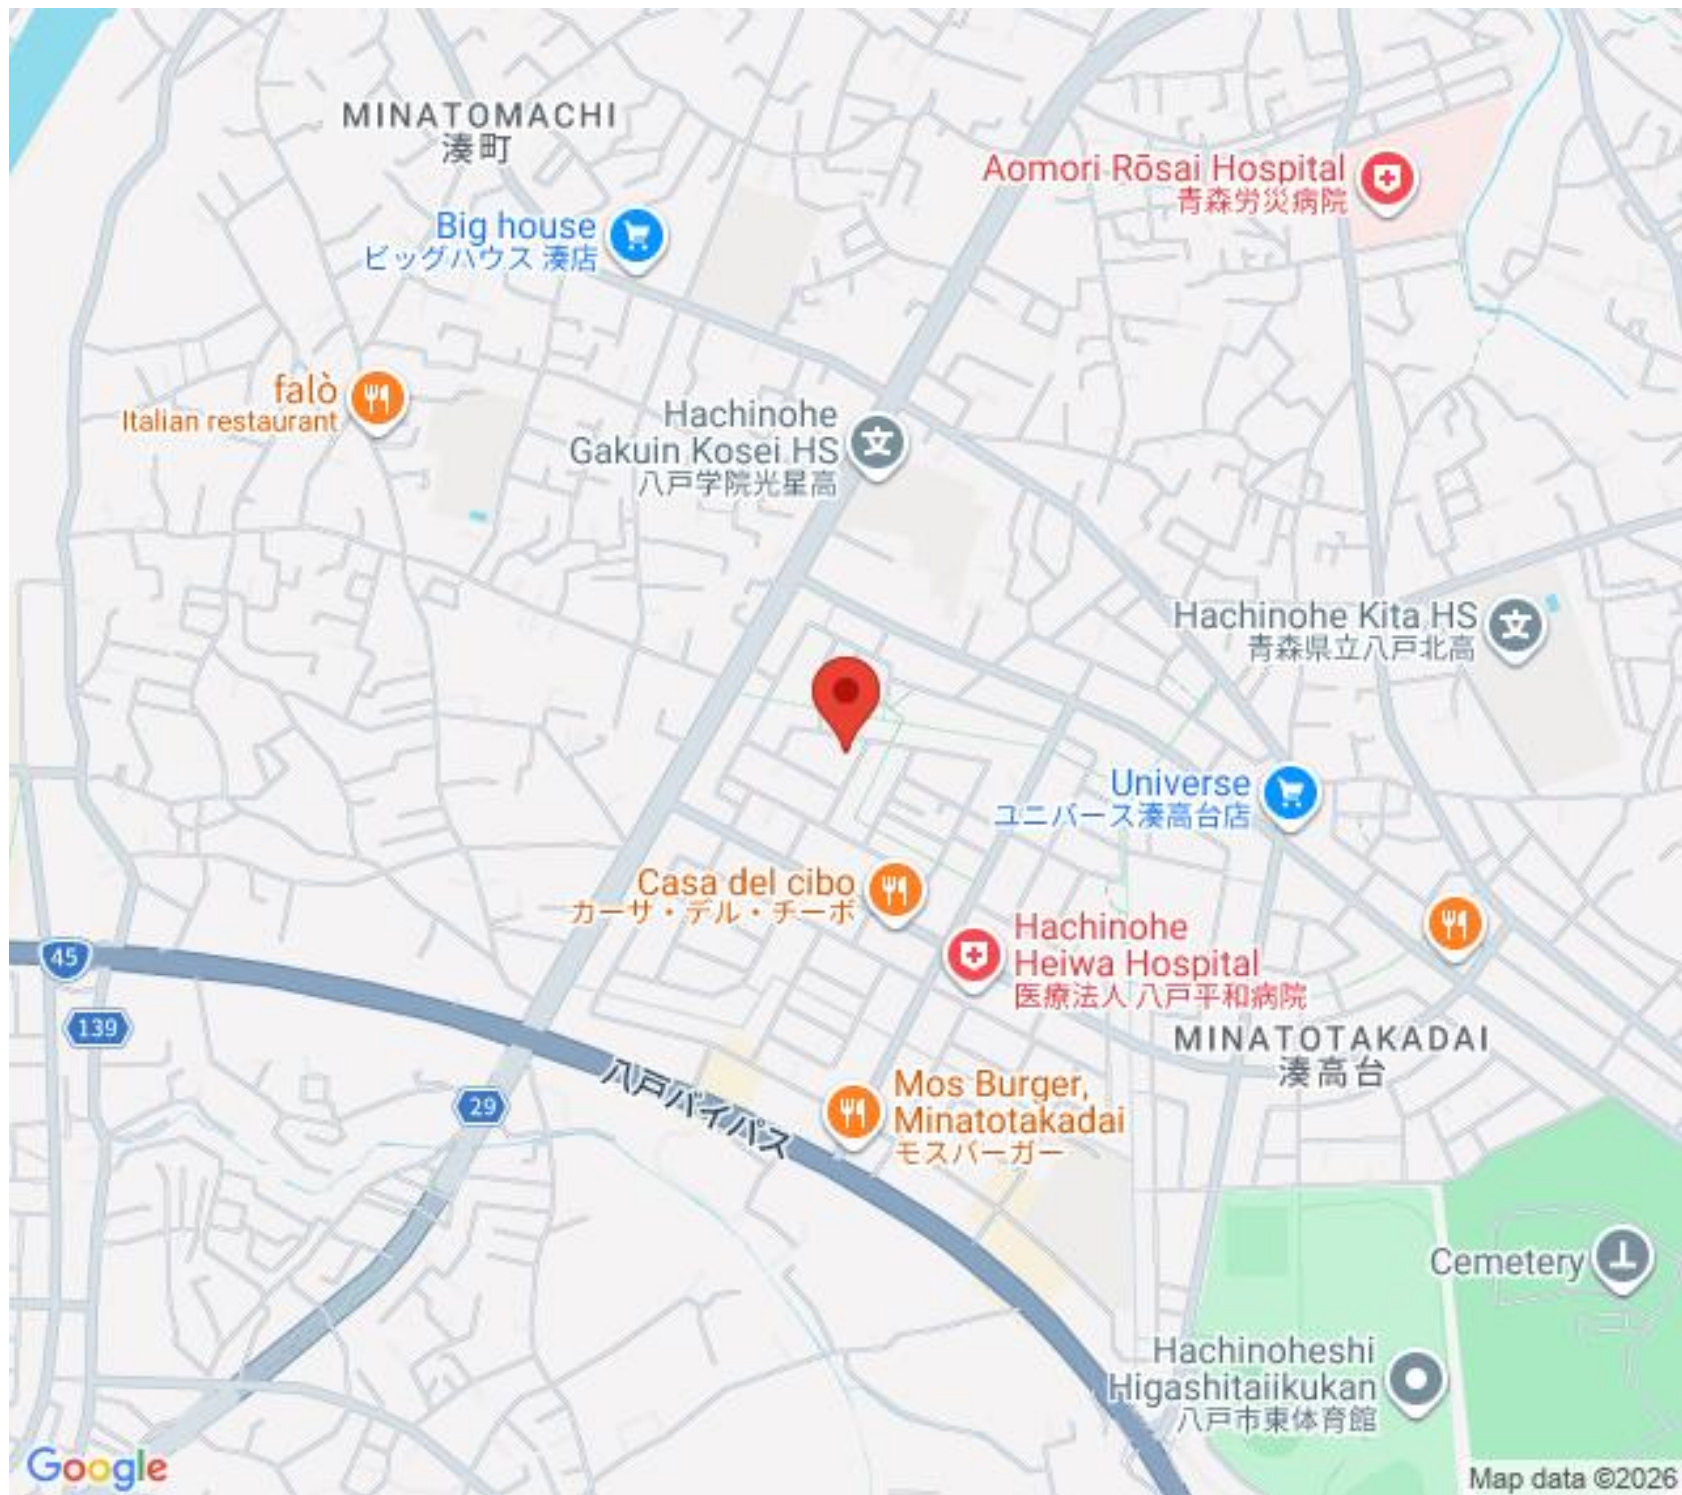 MINATOMACHI
湊町
Aomori Rōsai Hospital
青森労災病院
Big house
ビッグハウス 湊店
falò
Italian restaurant
Hachinohe
Gakuin Kosei HS
八戸学院光星高
Hachinohe Kita HS
青森県立八戸北高
Universe
ユニバース湊高台店
Casa del cibo
カーサ・デル・チーボ
Hachinohe
Heiwa Hospital
医療法人 八戸平和病院
45
139
MINATOTAKADAI
湊高台
29
八戸バイパス
Mos Burger,
Minatotakadai
モスバーガー
Cemetery
Hachinoheshi
Higashitaiikukan
八戸市東体育館
Google
Map data ©2026